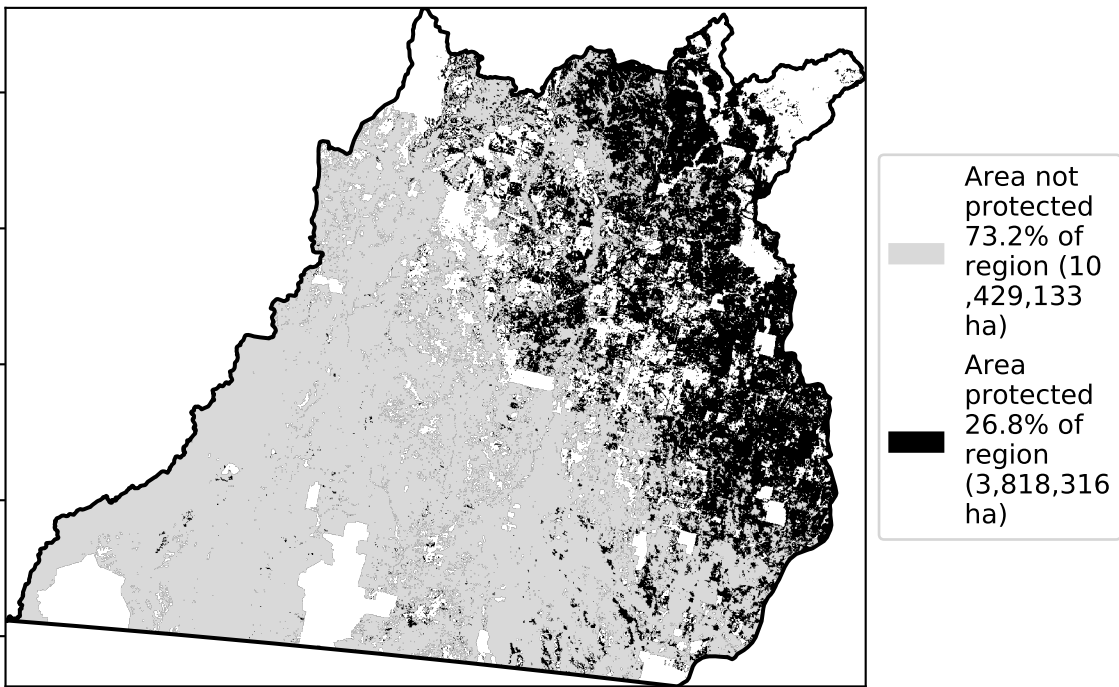 Area not
protected
73.2% of
region (10
,429,133
ha)
Area
protected
26.8% of
region
(3,818,316
ha)